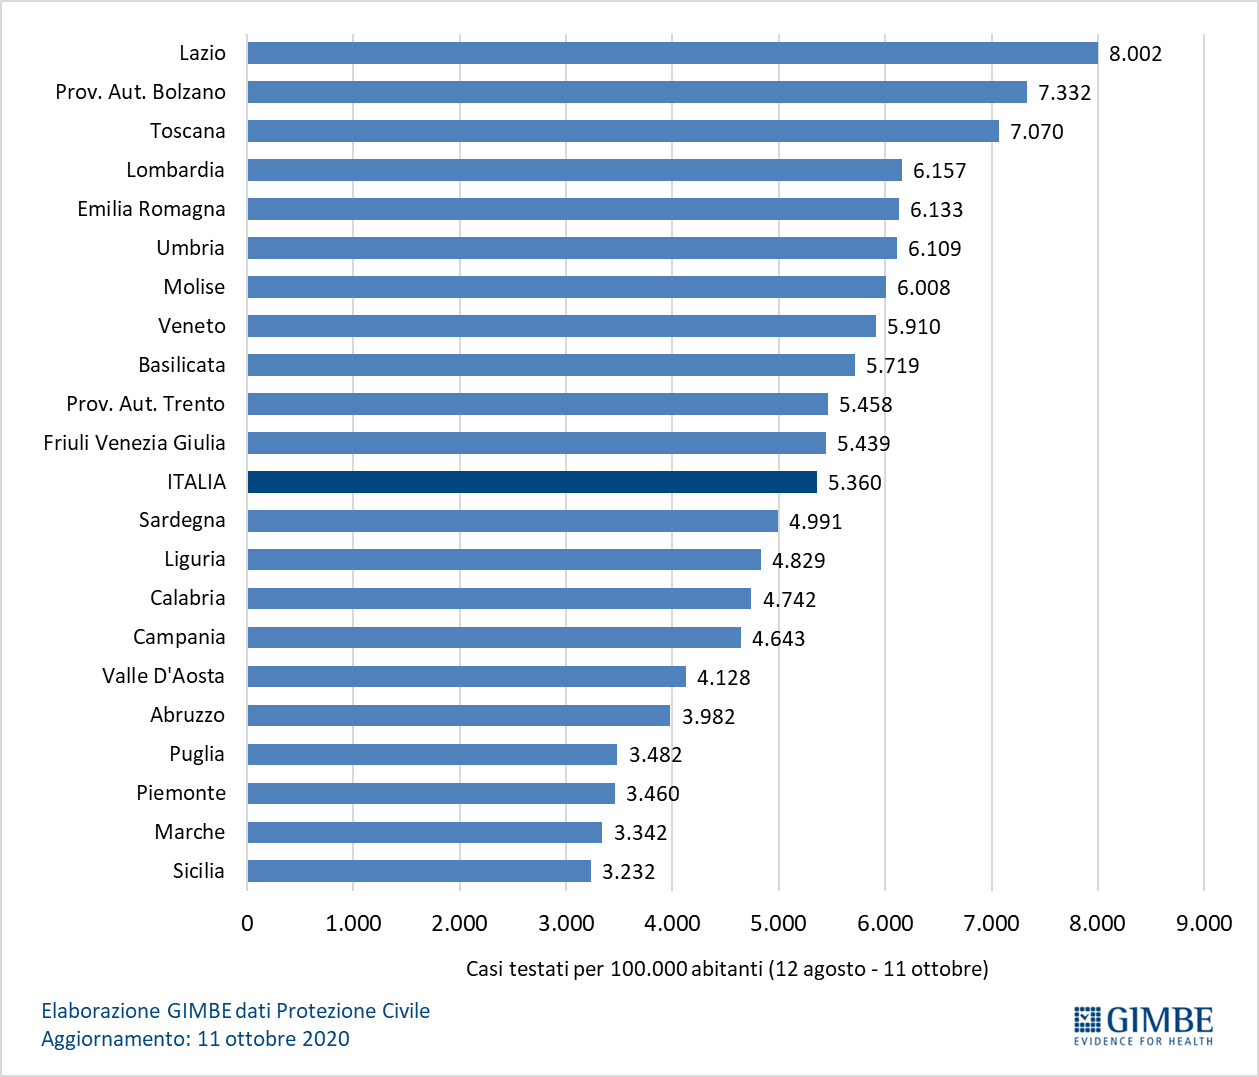 Lazio 8.002
Prov. Aut. Bolzano 7.332
Toscana 7.070
Lombardia 6.157
Emilia Romagna 6.133
Umbria 6.109
Molise 6.008
Veneto 5.910
Basilicata 5.719
Prov. Aut. Trento 5.458
Friuli Venezia Giulia 5.439
ITALIA 5.360
Sardegna 4.991
Liguria 4.829
Calabria 4.742
Campania 4.643
Valle D'Aosta 4.128
Abruzzo 3.982
Puglia 3.482
Piemonte 3.460
Marche 3.342
Sicilia 3.232
0 1.000 2.000 3.000 4.000 5.000 6.000 7.000 8.000 9.000
Casi testati per 100.000 abitanti (12 agosto - 11 ottobre)
Elaborazione GIMBE dati Protezione Civile
Aggiornamento: 11 ottobre 2020
GIMBE
EVIDENCE FOR HEALTH